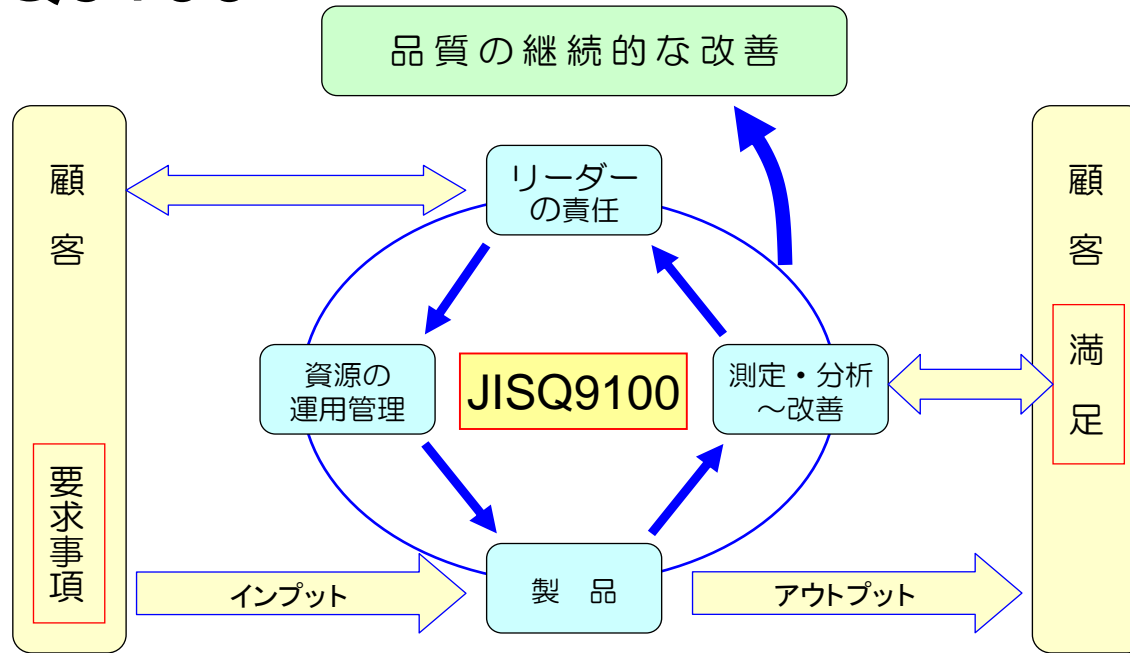 品質の継続的な改善
顧
客
要
求
事
項
リーダー
の責任
資源の
運用管理
JISQ9100
測定・分析
～改善
製 品
インプット
アウトプット
顧
客
満
足